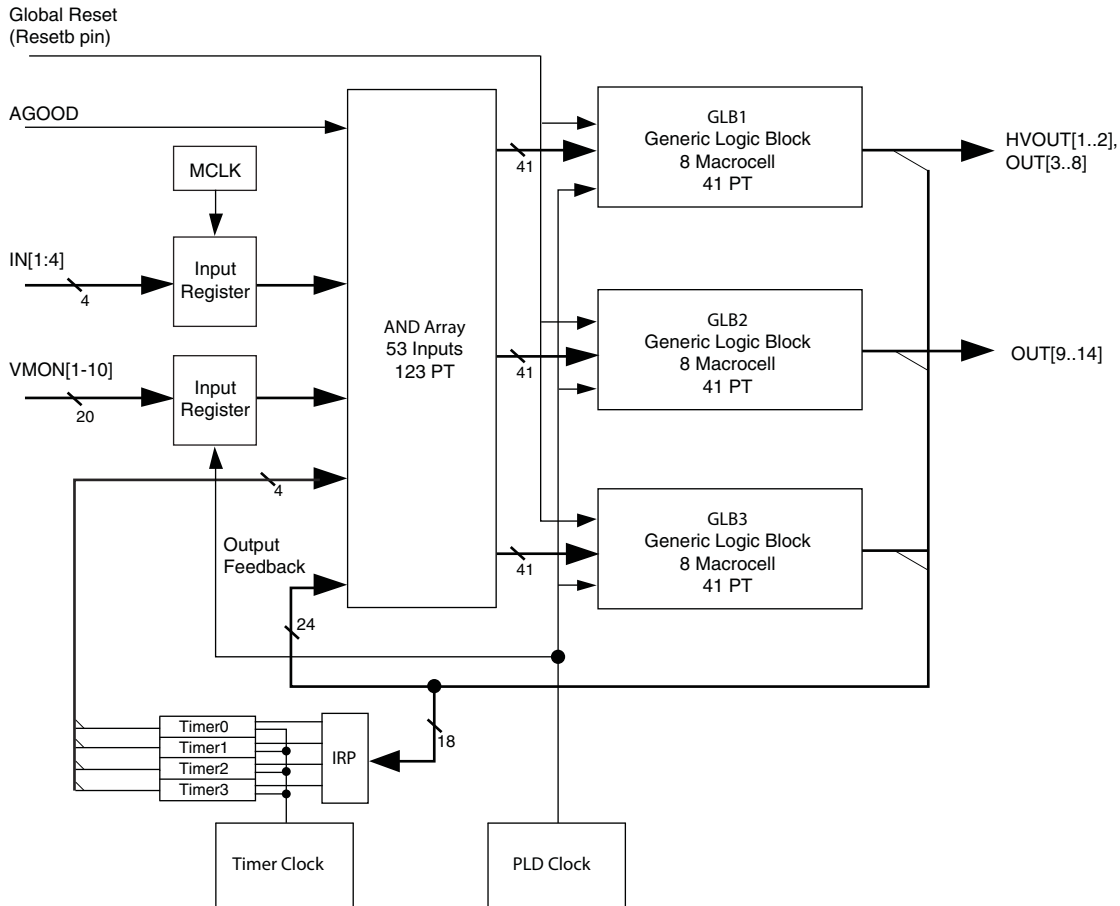 Global Reset
(Resetb pin)
AGOOD
MCLK
IN[1:4]
4
Input
Register
VMON[1-10]
20
Input
Register
4
Output
Feedback
24
AND Array
53 Inputs
123 PT
41
41
41
GLB1
Generic Logic Block
8 Macrocell
41 PT
GLB2
Generic Logic Block
8 Macrocell
41 PT
GLB3
Generic Logic Block
8 Macrocell
41 PT
HVOUT[1..2],
OUT[3..8]
OUT[9..14]
Timer0
Timer1
Timer2
Timer3
IRP
18
Timer Clock
PLD Clock